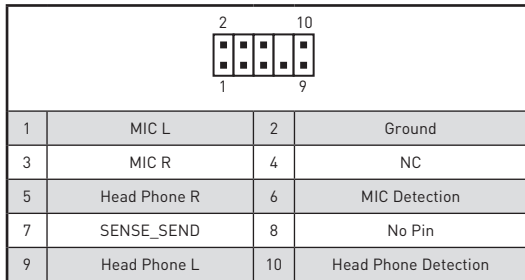 2 10
1 9
1 MIC L 2 Ground
3 MIC R 4 NC
5 Head Phone R 6 MIC Detection
7 SENSE_SEND 8 No Pin
9 Head Phone L 10 Head Phone Detection